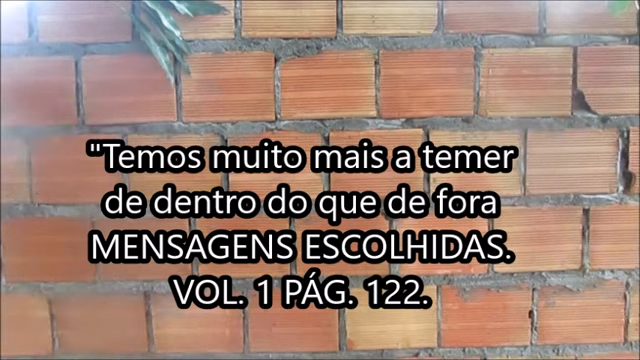 "Temos muito mais a temer
de dentro do que de fora
MENSAGENS ESCOLHIDAS.
VOL. 1 PÁG. 122.